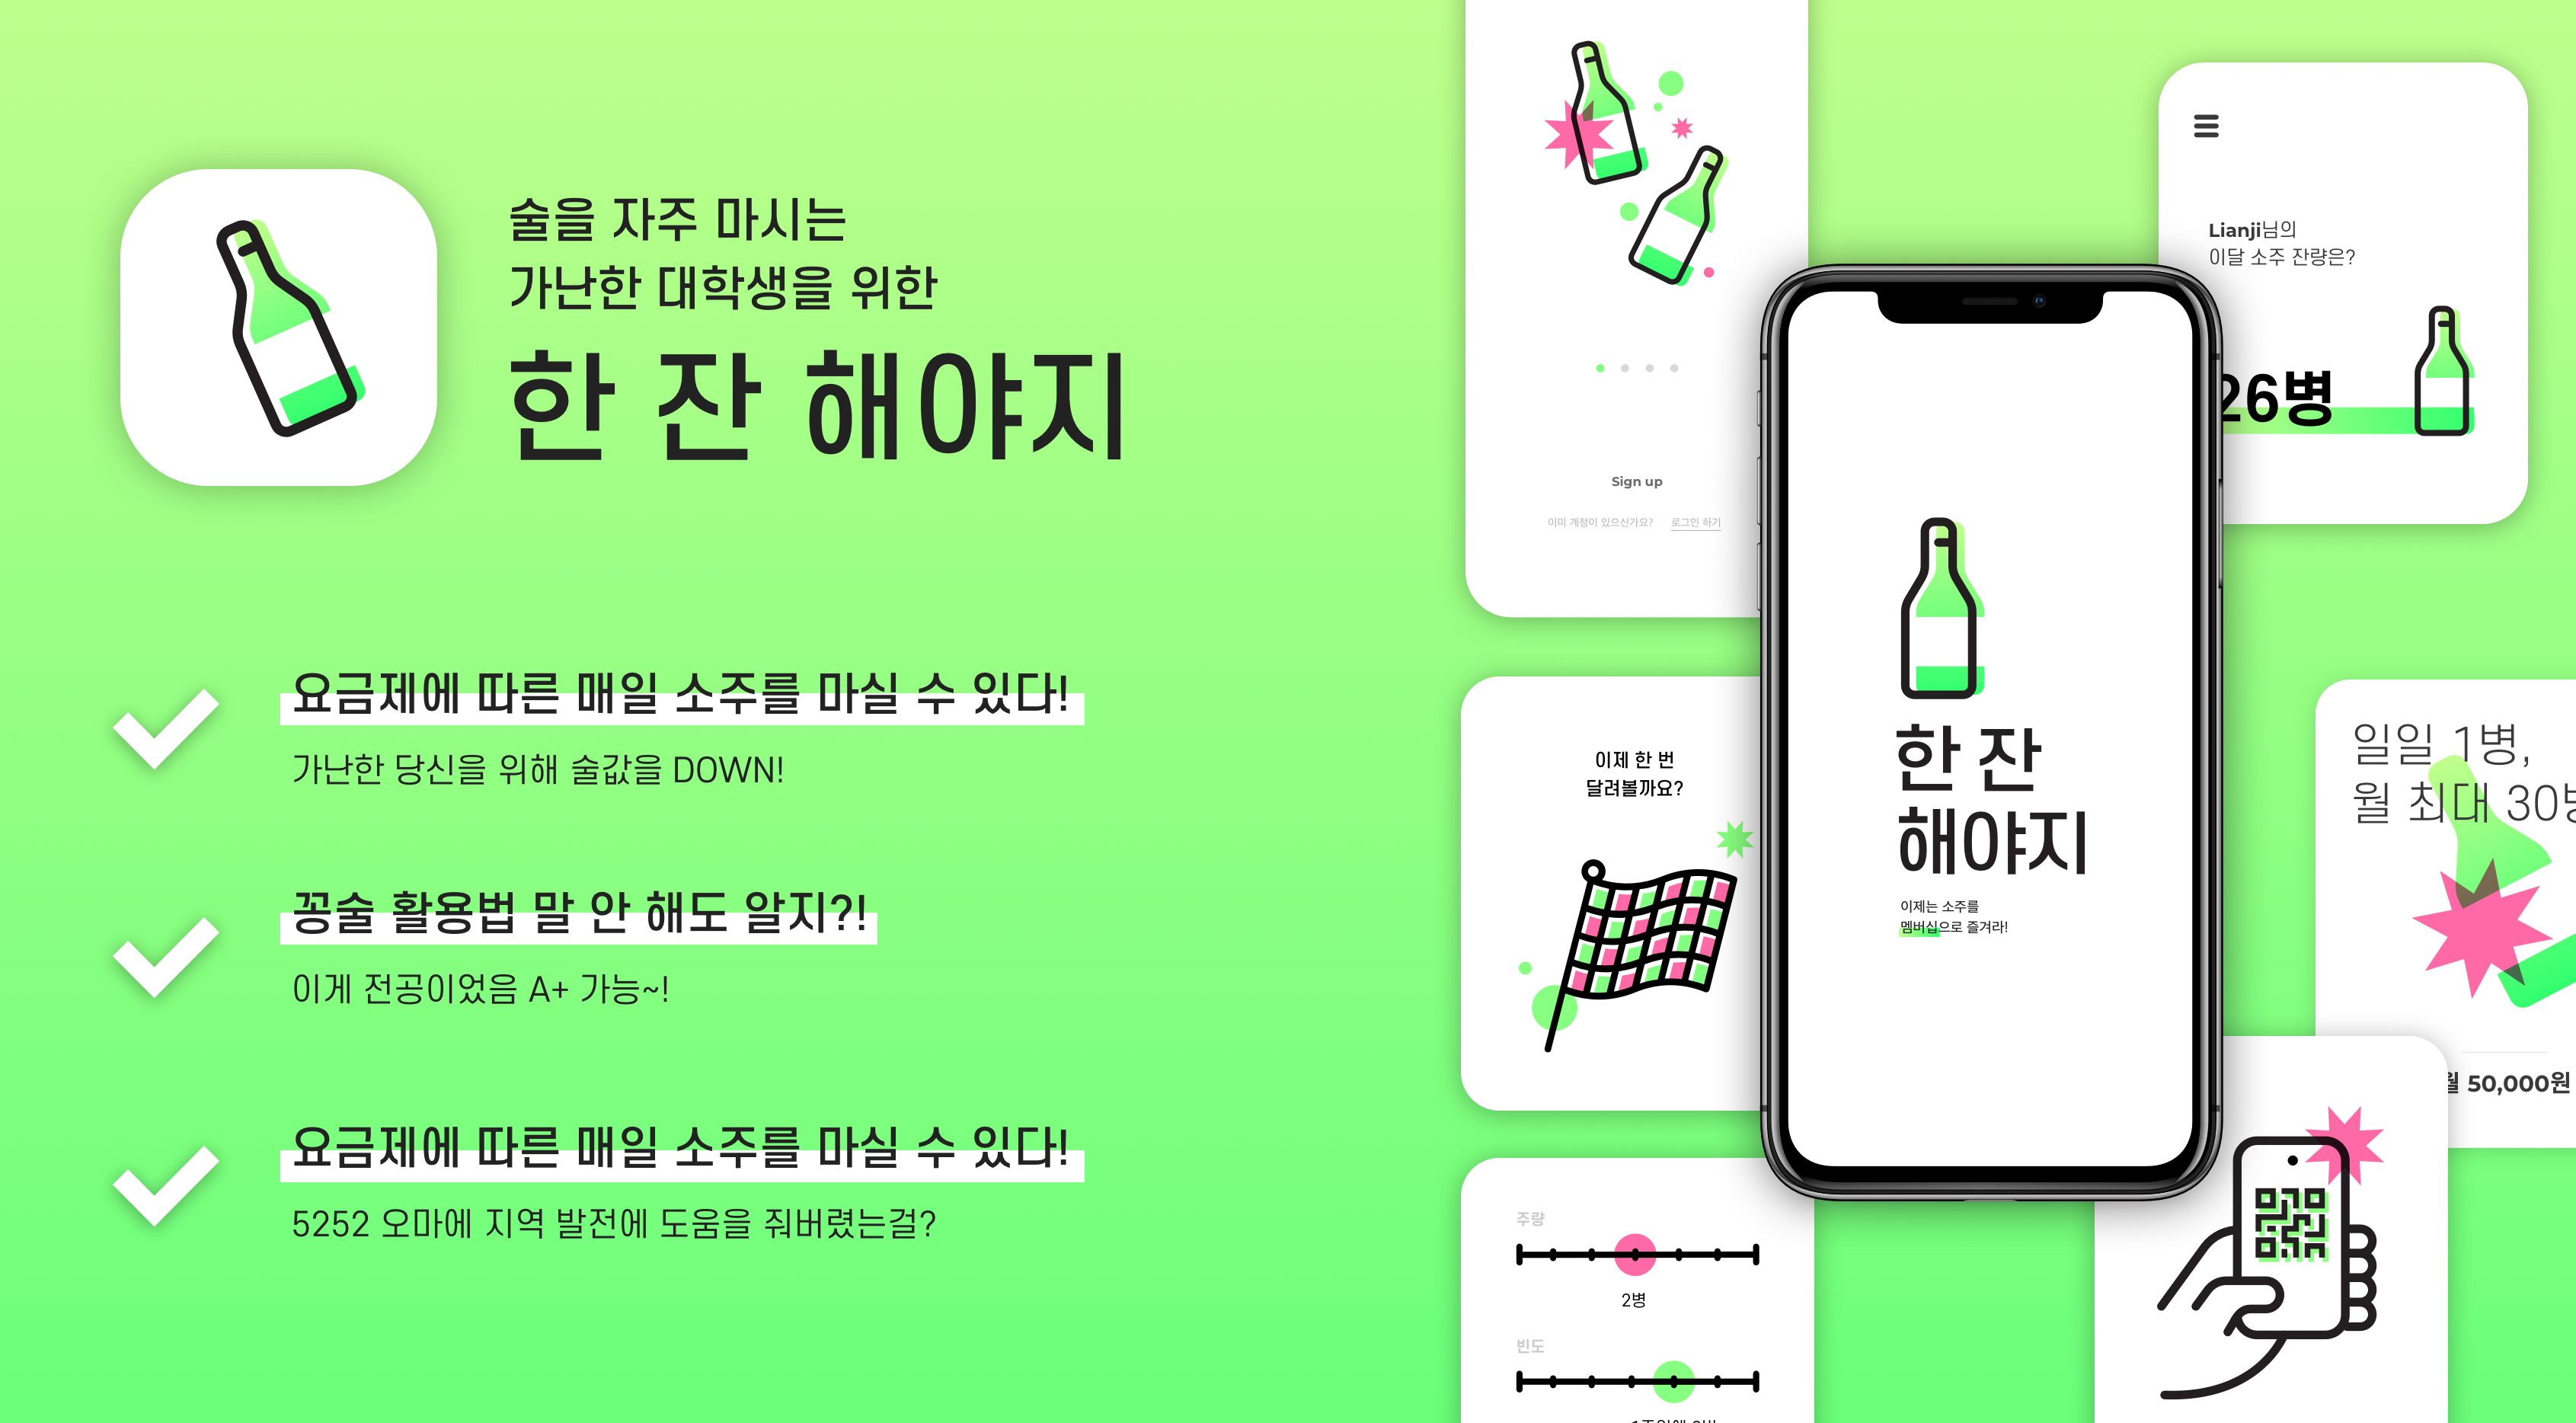 술을 자주 마시는
가난한 대학생을 위한
한 잔 해야지
요금제에 따른 매일 소주를 마실 수 있다!
가난한 당신을 위해 술값을 DOWN!
꽁술 활용법 말 안 해도 알지?!
이게 전공이었음 A+ 가능~!
요금제에 따른 매일 소주를 마실 수 있다!
5252 오마에 지역 발전에 도움을 줘버렸는걸?
Sign up
이미 계정이 있으신가요? 로그인 하기
이제 한 번
달려볼까요?
주량
2병
빈도
한 잔
해야지
이제는 소주를
멤버십으로 즐겨라!
Lianji님의
이달 소주 잔량은?
26병
일일 1병,
월 최대 30병
월 50,000원